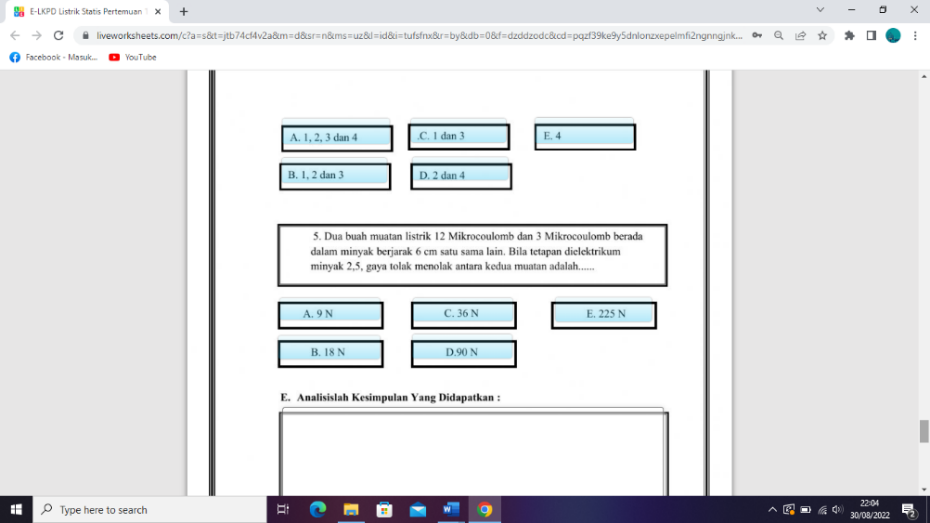 E-LKPD Listrik Statis Pertemuan
liveworksheets.com/c?a=s&t=jtb74cf4v2a&m=d&sr=n&ms=uz&l=id&i=tufsfnx&r=by&db=0&f=dzddzodc&cd=pqzf39ke9y5dnlonzxepelmfi2ngnngjnk...
Facebook - Masuk...
YouTube
A. 1, 2, 3 dan 4
.C. 1 dan 3
E. 4
B. 1, 2 dan 3
D. 2 dan 4
5. Dua buah muatan listrik 12 Mikrocoulomb dan 3 Mikrocoulomb berada
dalam minyak berjarak 6 cm satu sama lain. Bila tetapan dielektrikum
minyak 2,5, gaya tolak menolak antara kedua muatan adalah......
A. 9 N
C. 36 N
E. 225 N
B. 18 N
D.90 N
E. Analisislah Kesimpulan Yang Didapatkan :
Type here to search
22:04
30/08/2022
2